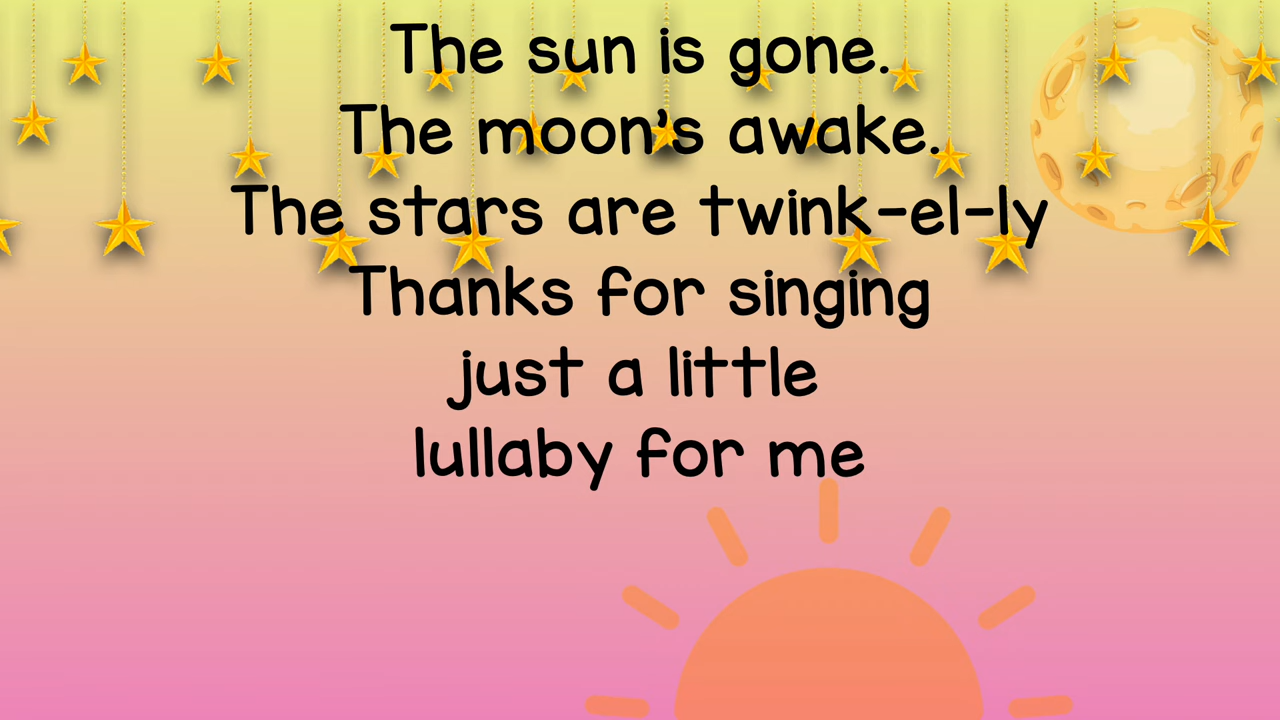 The sun is gone.
The moon's awake.
The stars are twink-el-ly
Thanks for singing
just a little
lullaby for me